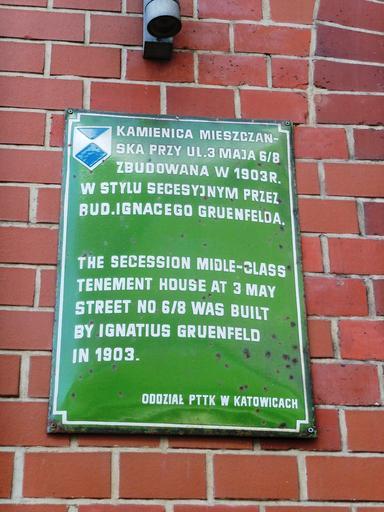 KAMIENICA MIESZCZAN-
SKA PRZY UL.3 MAJA 6/8
ZBUDOWANA W 1903R.
W STYLU SECESYJNYM PRZEZ
BUD.IGNACEGO GRUENFELDA.
THE SECESSION MIDLE-CLASS
TENEMENT HOUSE AT 3 MAY
STREET NO 6/8 WAS BUILT
BY IGNATIUS GRUENFELD
IN 1903.
ODDZIAŁ PTTK W KATOWICACH